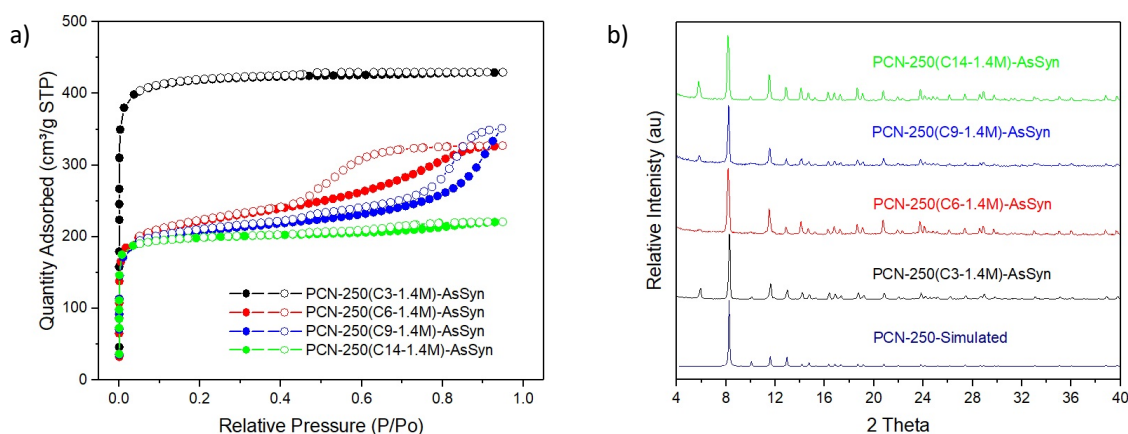 a)
500
400
300
200
100
0
Quantity Adsorbed (cm³/g STP)
PCN-250(C3-1.4M)-AsSyn
PCN-250(C6-1.4M)-AsSyn
PCN-250(C9-1.4M)-AsSyn
PCN-250(C14-1.4M)-AsSyn
0.0 0.2 0.4 0.6 0.8 1.0
Relative Pressure (P/Po)
b)
Relative Intenisty (au)
PCN-250(C14-1.4M)-AsSyn
PCN-250(C9-1.4M)-AsSyn
PCN-250(C6-1.4M)-AsSyn
PCN-250(C3-1.4M)-AsSyn
PCN-250-Simulated
4 8 12 16 20 24 28 32 36 40
2 Theta